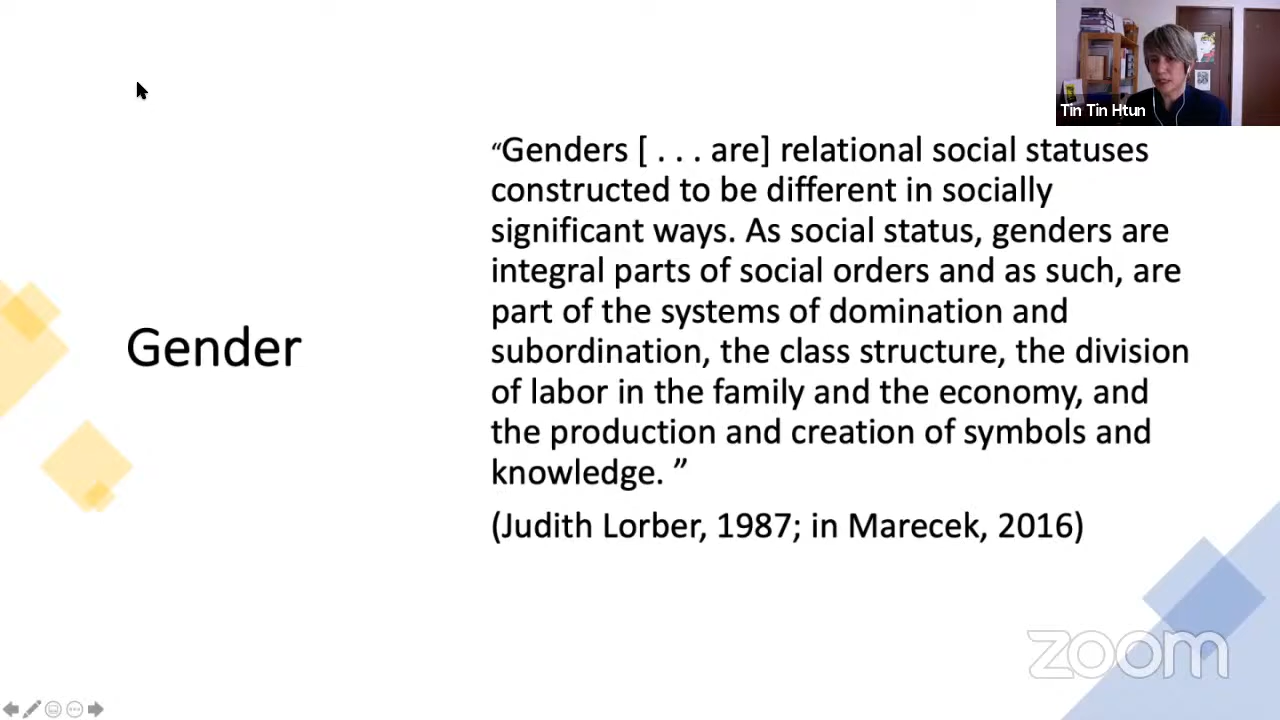 Tin Tin Htun
Gender
“Genders [ . . . are] relational social statuses
constructed to be different in socially
significant ways. As social status, genders are
integral parts of social orders and as such, are
part of the systems of domination and
subordination, the class structure, the division
of labor in the family and the economy, and
the production and creation of symbols and
knowledge. ”
(Judith Lorber, 1987; in Marecek, 2016)
zoom